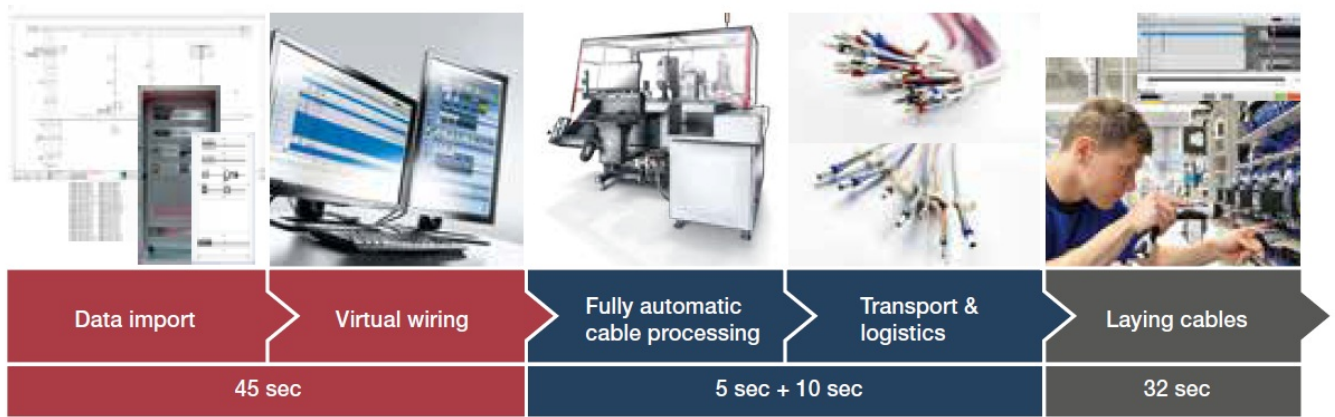 Data import
Virtual wiring
Fully automatic
cable processing
Transport &
logistics
Laying cables
45 sec
5 sec + 10 sec
32 sec